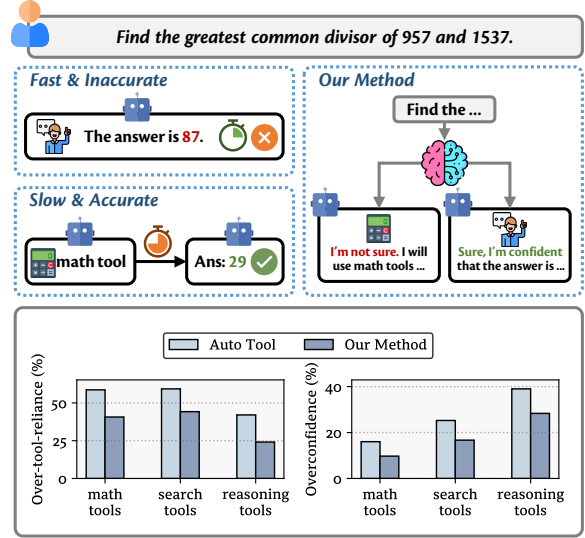 Find the greatest common divisor of 957 and 1537.
Fast & Inaccurate
The answer is 87.
Slow & Accurate
math tool
Ans: 29
Our Method
Find the ...
I'm not sure. I will
use math tools ...
Sure, I'm confident
that the answer is ...
Auto Tool
Our Method
Over-tool-reliance (%)
50
25
0
math
tools
search
tools
reasoning
tools
Overconfidence (%)
40
20
0
math
tools
search
tools
reasoning
tools